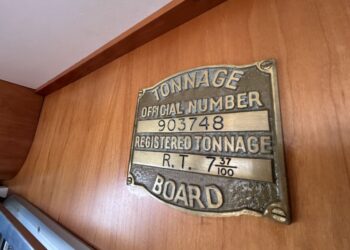 TONNAGE
OFFICIAL NUMBER
903748
REGISTERED TONNAGE
R. T. 7 37/100
BOARD